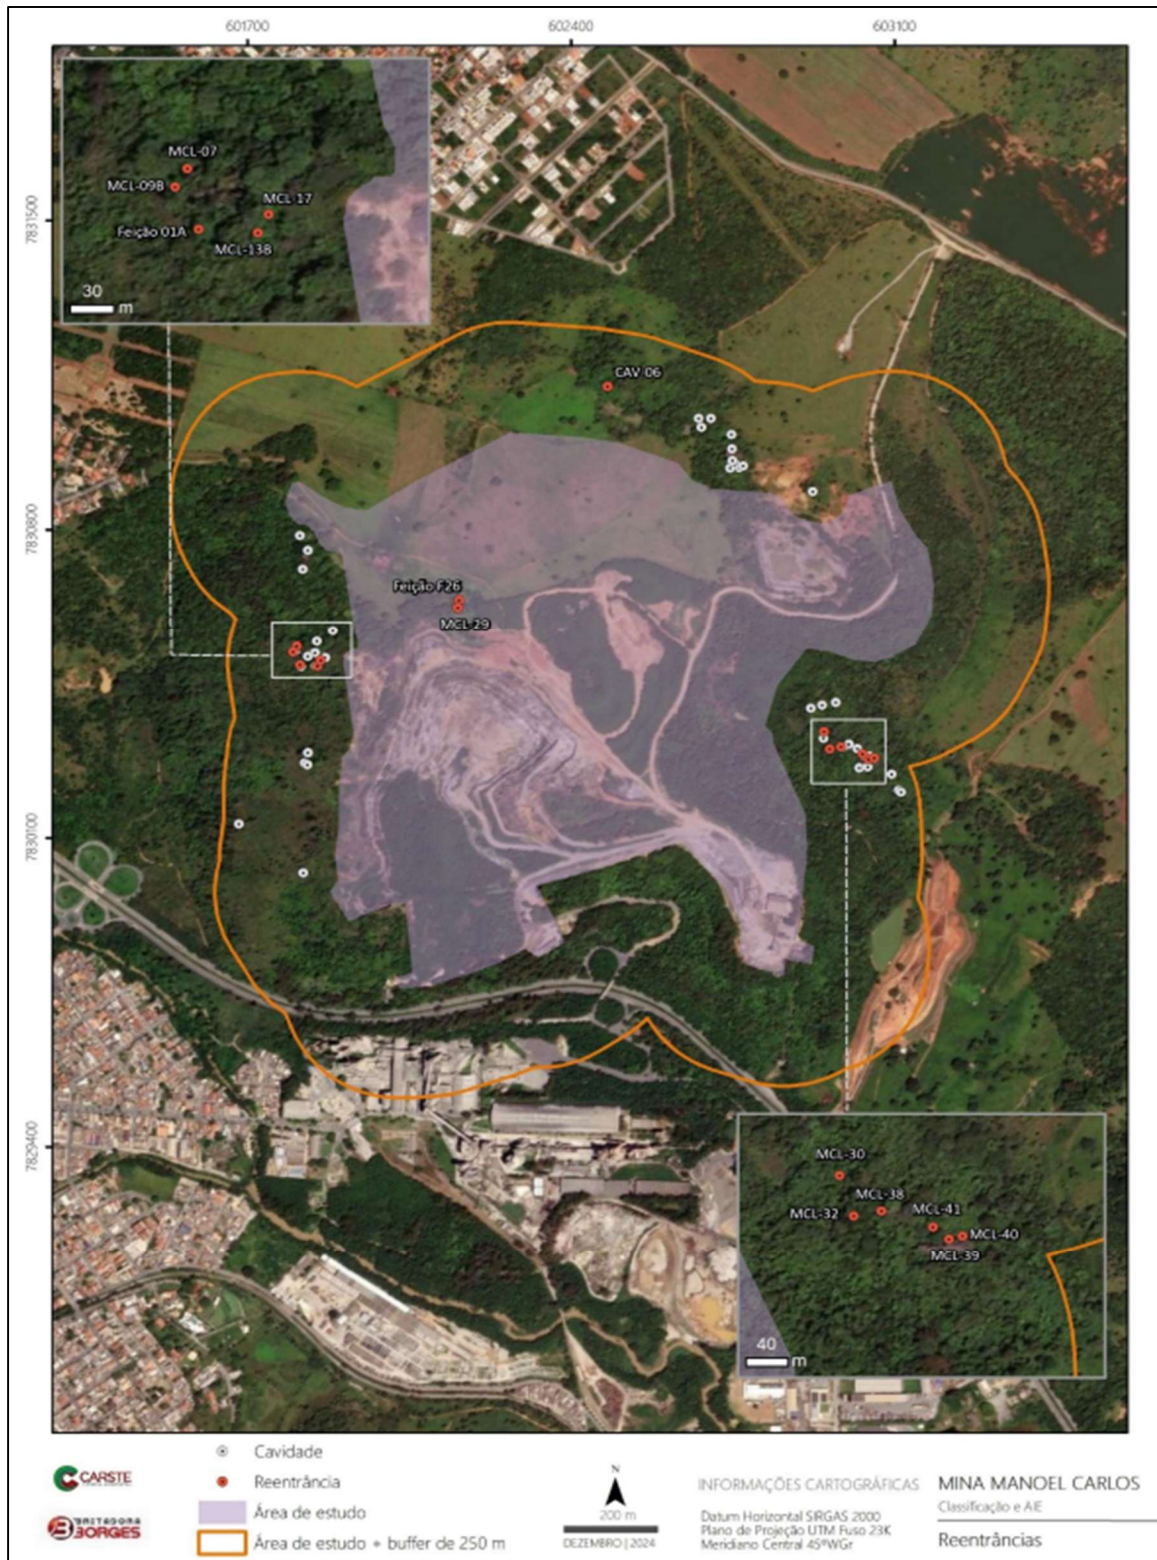 601700
602400
603100
7831500
7830800
7830100
7829400
MCL-07
MCL-09B
MCL-17
Feição 01A
MCL-13B
30
m
CAV-06
Feição F26
MCL-29
MCL-30
MCL-38
MCL-32
MCL-41
MCL-40
MCL-39
40
m
Cavidade
Reentrância
Área de estudo
Área de estudo + buffer de 250 m
CARSTE
BRITADORA
BORGES
N
200 m
DEZEMBRO | 2024
INFORMAÇÕES CARTOGRÁFICAS
Datum Horizontal SIRGAS 2000
Plano de Projeção UTM Fuso 23K
Meridiano Central 45ºWGr
MINA MANOEL CARLOS
Classificação e AIE
Reentrâncias